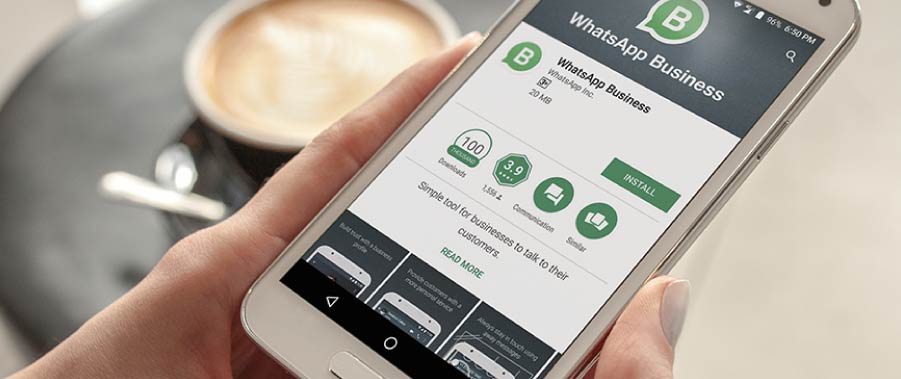 96% 6:50 PM
B
WhatsApp Business
B
WhatsApp Business
WhatsApp Inc.
3+
20 MB
INSTALL
100
THOUSAND
Downloads
3.9
1,556
Communication
Similar
Simple tool for businesses to talk to their
customers.
READ MORE
Build trust with a business
profile
Provide customers with a
more personal service
Always stay in touch using
away messages